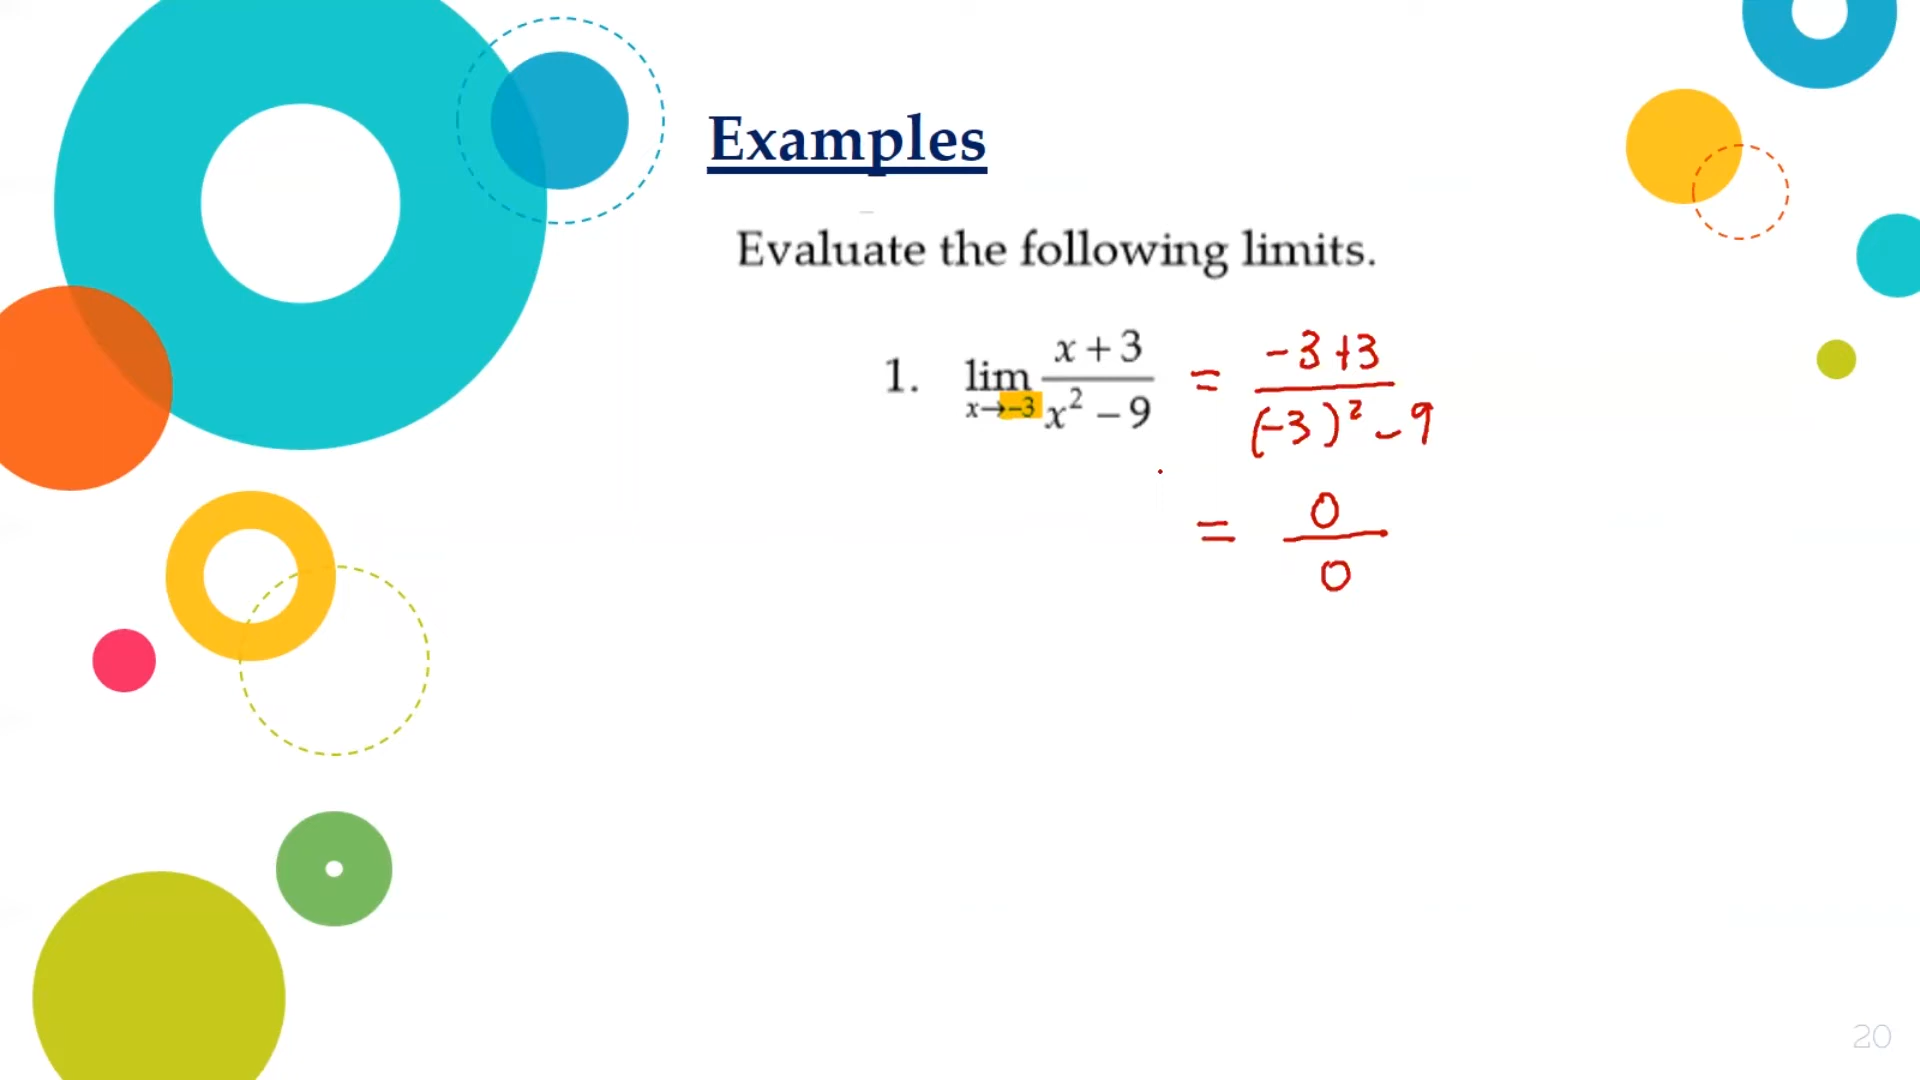 Examples
Evaluate the following limits.
1. lim x→−3 (x + 3)/(x² − 9) = (−3+3)/((−3)² − 9)
= 0/0
20